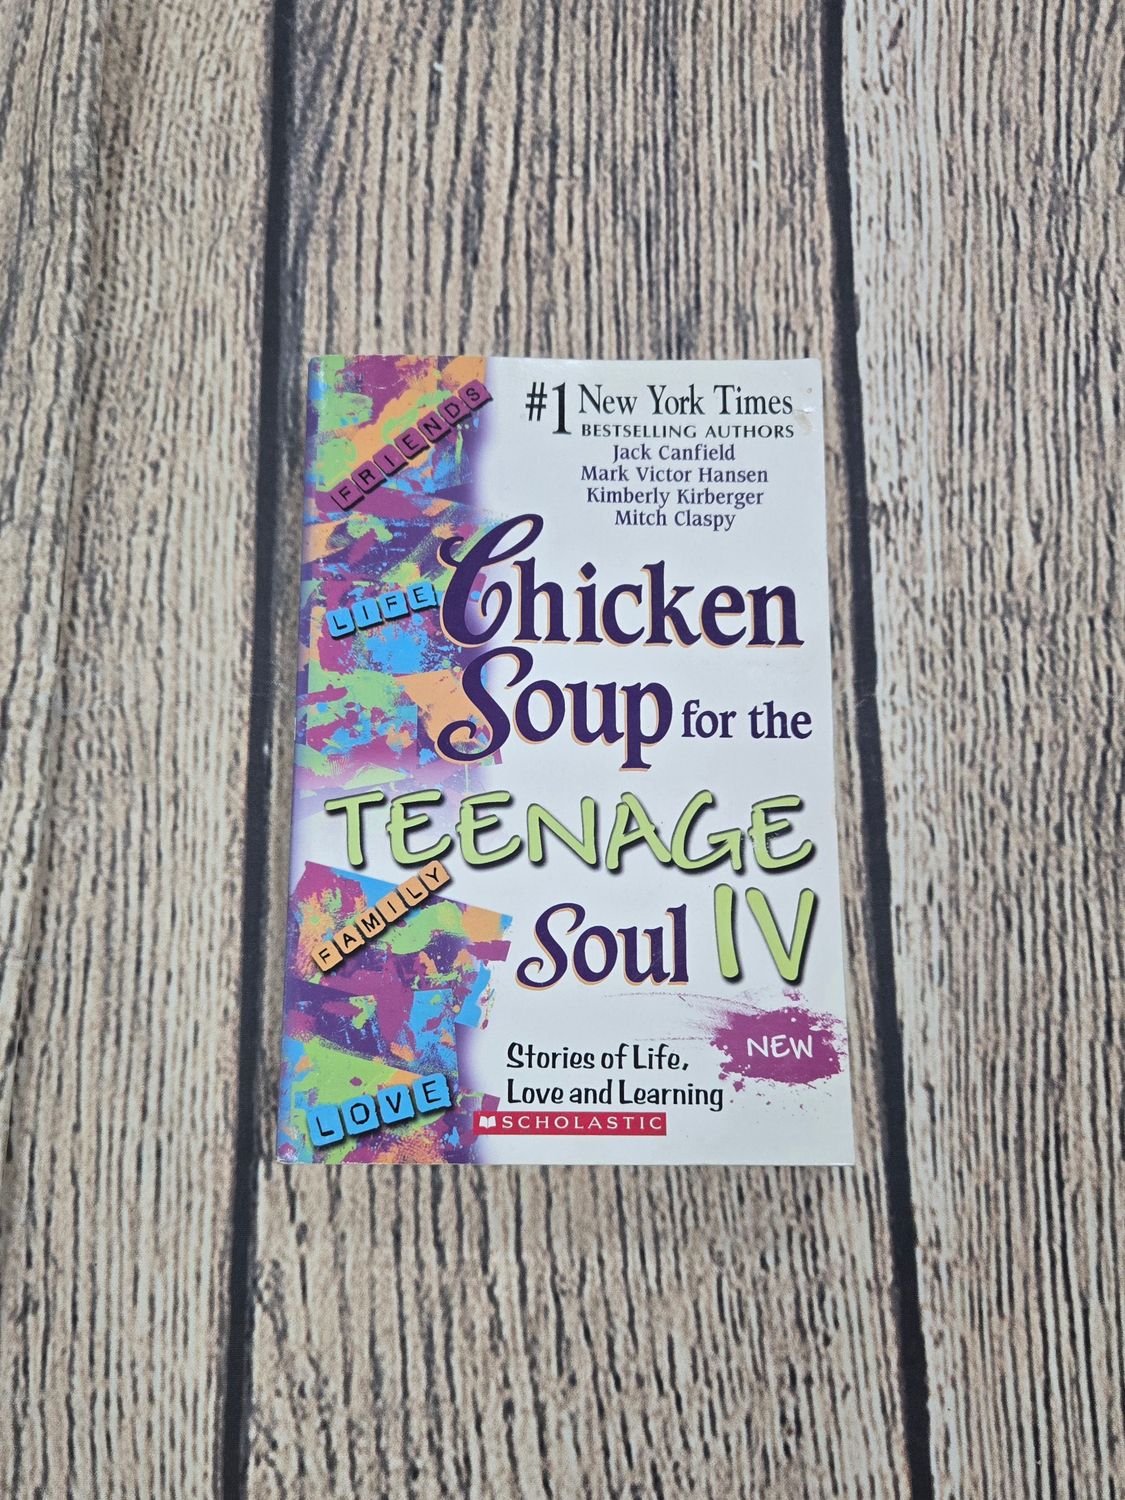 #1 New York Times
BESTSELLING AUTHORS
Jack Canfield
Mark Victor Hansen
Kimberly Kirberger
Mitch Claspy
FRIENDS
LIFE
Chicken
Soup for the
TEENAGE
Soul IV
FAMILY
LOVE
NEW
Stories of Life,
Love and Learning
SCHOLASTIC